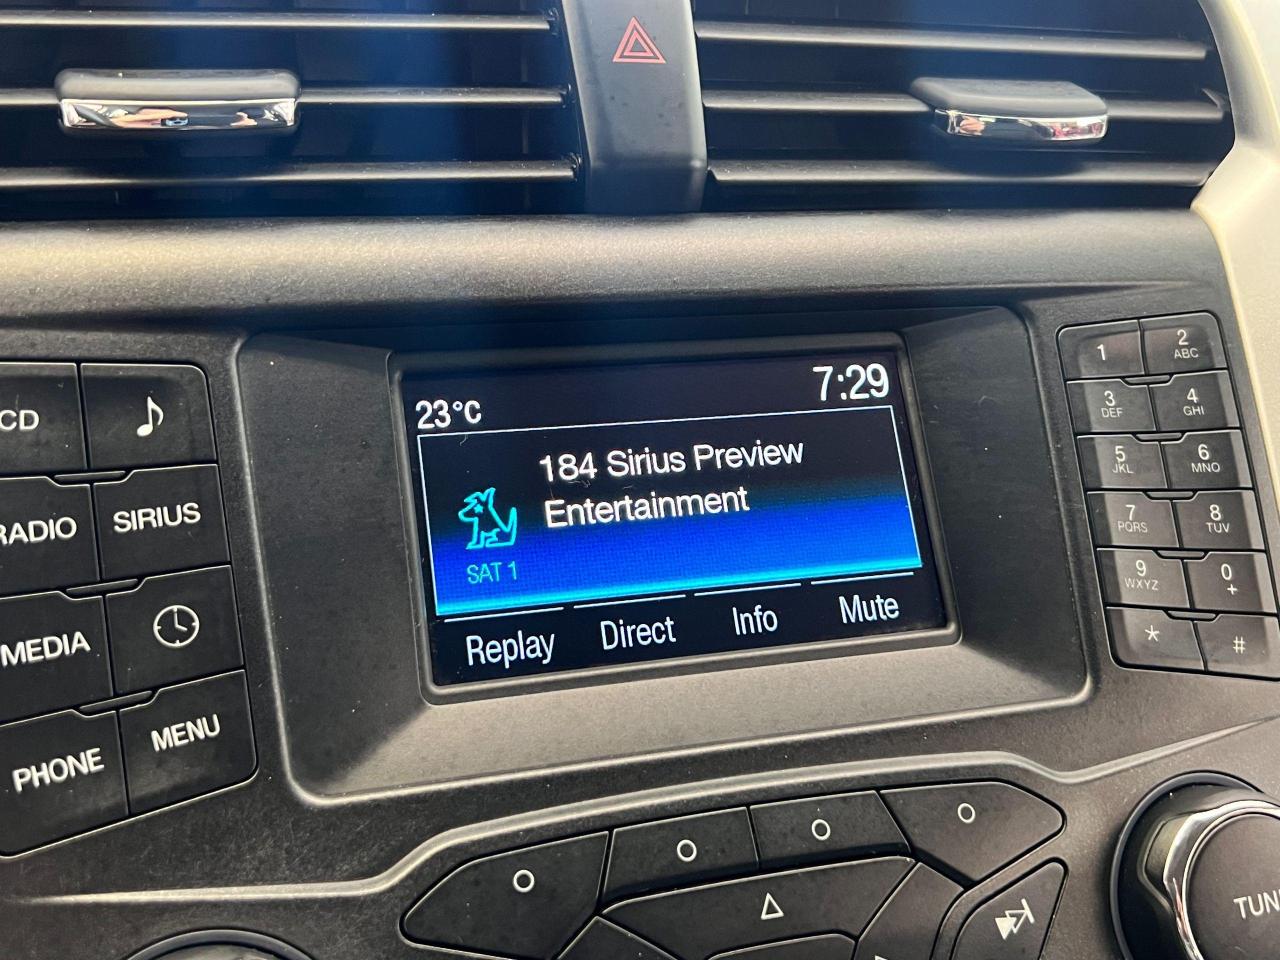 23°C
7:29
184 Sirius Preview
Entertainment
SAT 1
Replay Direct Info Mute
CD
RADIO SIRIUS
MEDIA
PHONE MENU
1 2 ABC
3 DEF 4 GHI
5 JKL 6 MNO
7 PQRS 8 TUV
9 WXYZ 0 +
* #